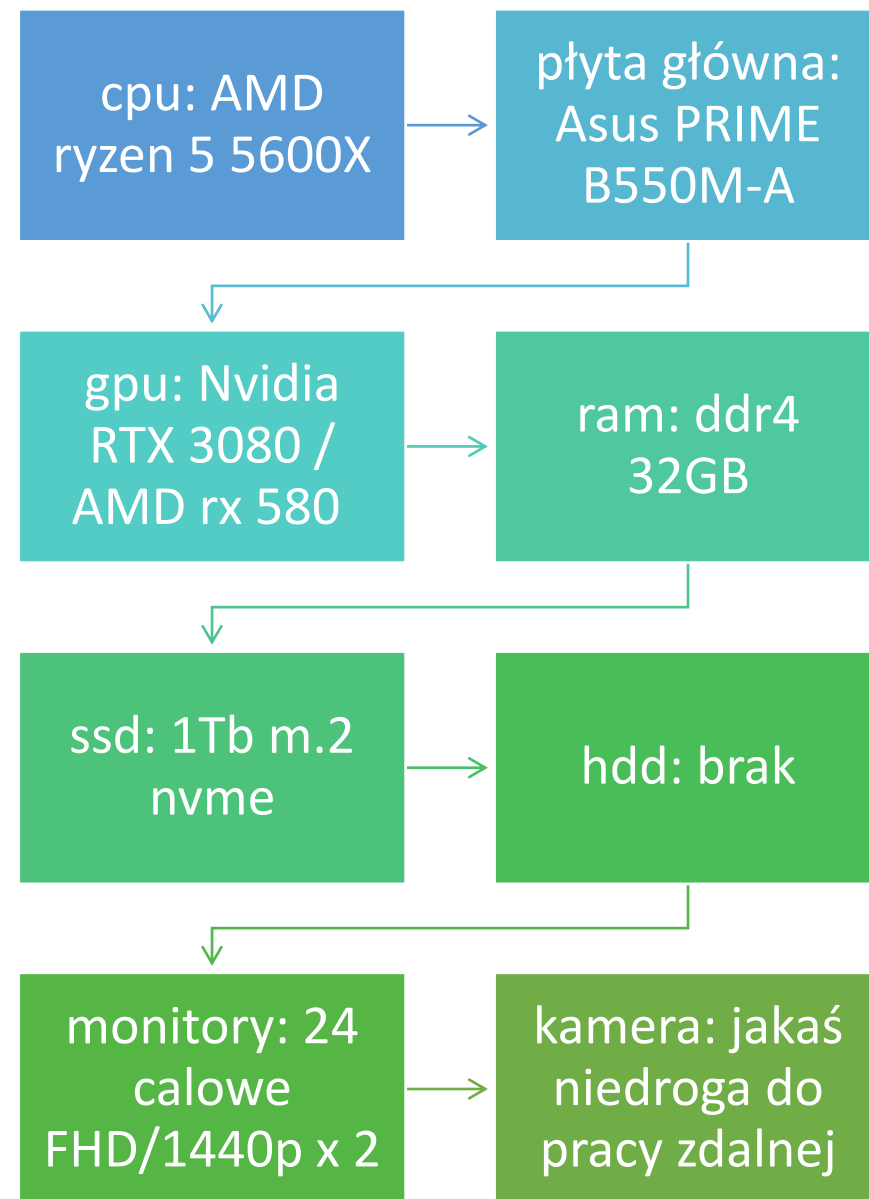 cpu: AMD
ryzen 5 5600X
płyta główna:
Asus PRIME
B550M-A
gpu: Nvidia
RTX 3080 /
AMD rx 580
ram: ddr4
32GB
ssd: 1Tb m.2
nvme
hdd: brak
monitory: 24
calowe
FHD/1440p x 2
kamera: jakaś
niedroga do
pracy zdalnej